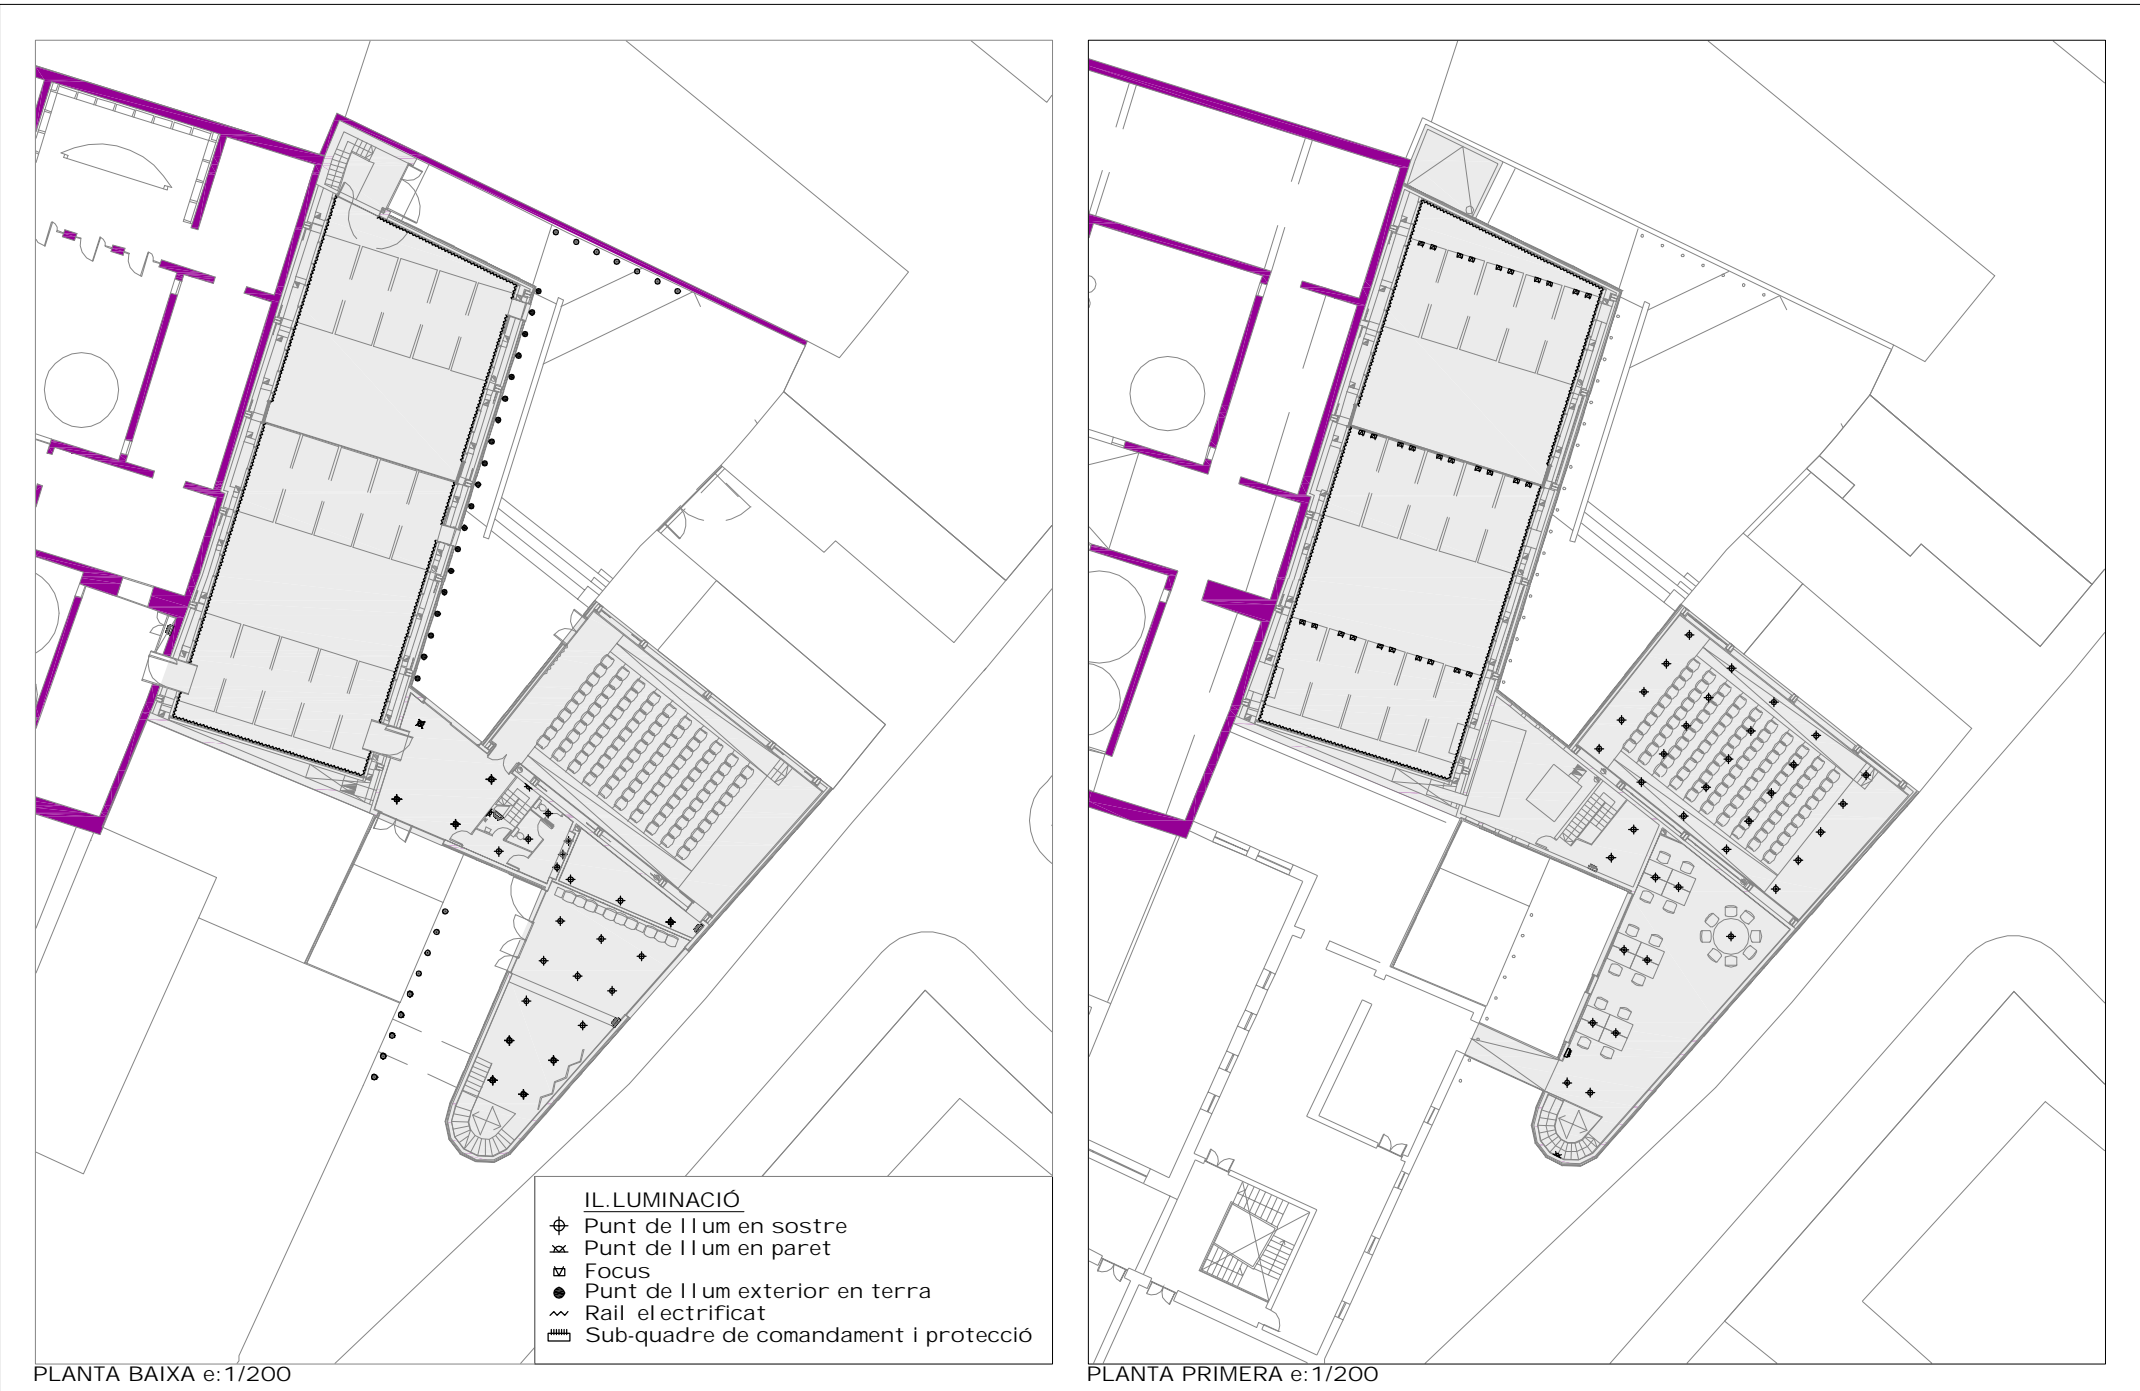 IL.LUMINACIÓ
Punt de llum en sostre
Punt de llum en paret
Focus
Punt de llum exterior en terra
Rail electrificat
Sub-quadre de comandament i protecció
PLANTA BAIXA e:1/200
PLANTA PRIMERA e:1/200